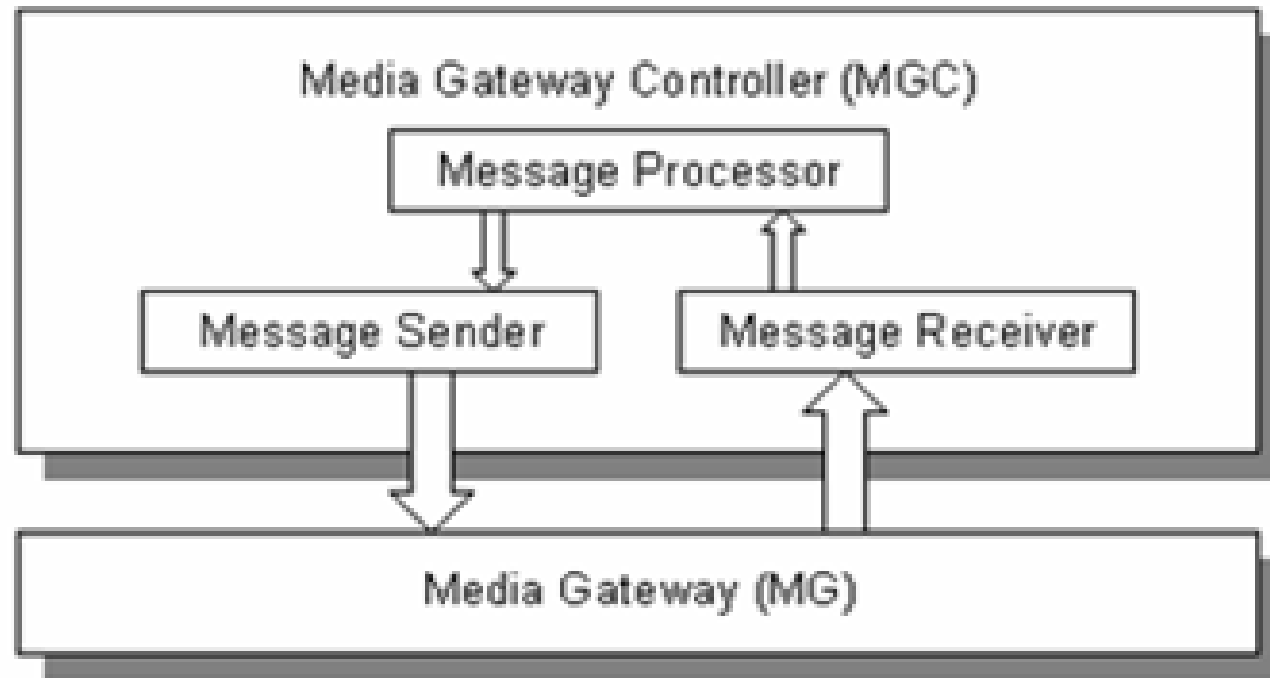 Media Gateway Controller (MGC)
Message Processor
Message Sender
Message Receiver
Media Gateway (MG)